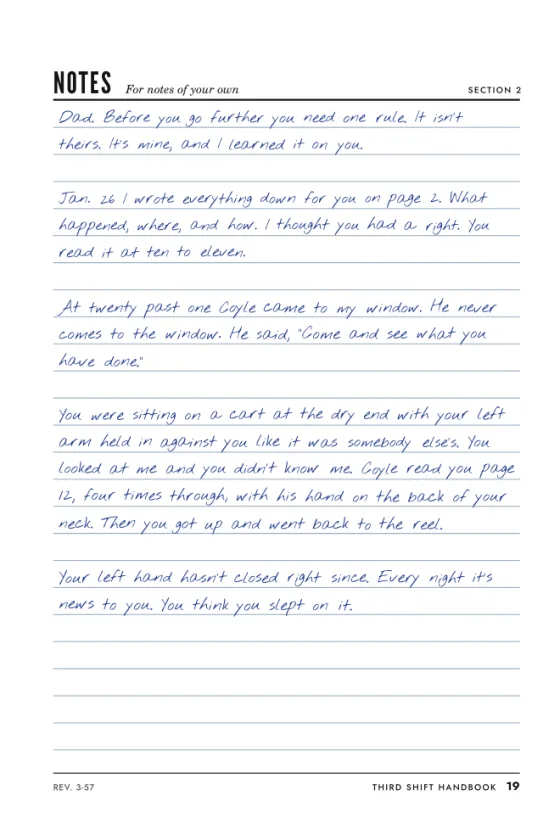 NOTES For notes of your own SECTION 2
Dad. Before you go further you need one rule. It isn't
theirs. It's mine, and I learned it on you.
Jan. 26 I wrote everything down for you on page 2. What
happened, where, and how. I thought you had a right. You
read it at ten to eleven.
At twenty past one Coyle came to my window. He never
comes to the window. He said, "Come and see what you
have done."
You were sitting on a cart at the dry end with your left
arm held in against you like it was somebody else's. You
looked at me and you didn't know me. Coyle read you page
12, four times through, with his hand on the back of your
neck. Then you got up and went back to the reel.
Your left hand hasn't closed right since. Every night it's
news to you. You think you slept on it.
REV. 3-57 THIRD SHIFT HANDBOOK 19